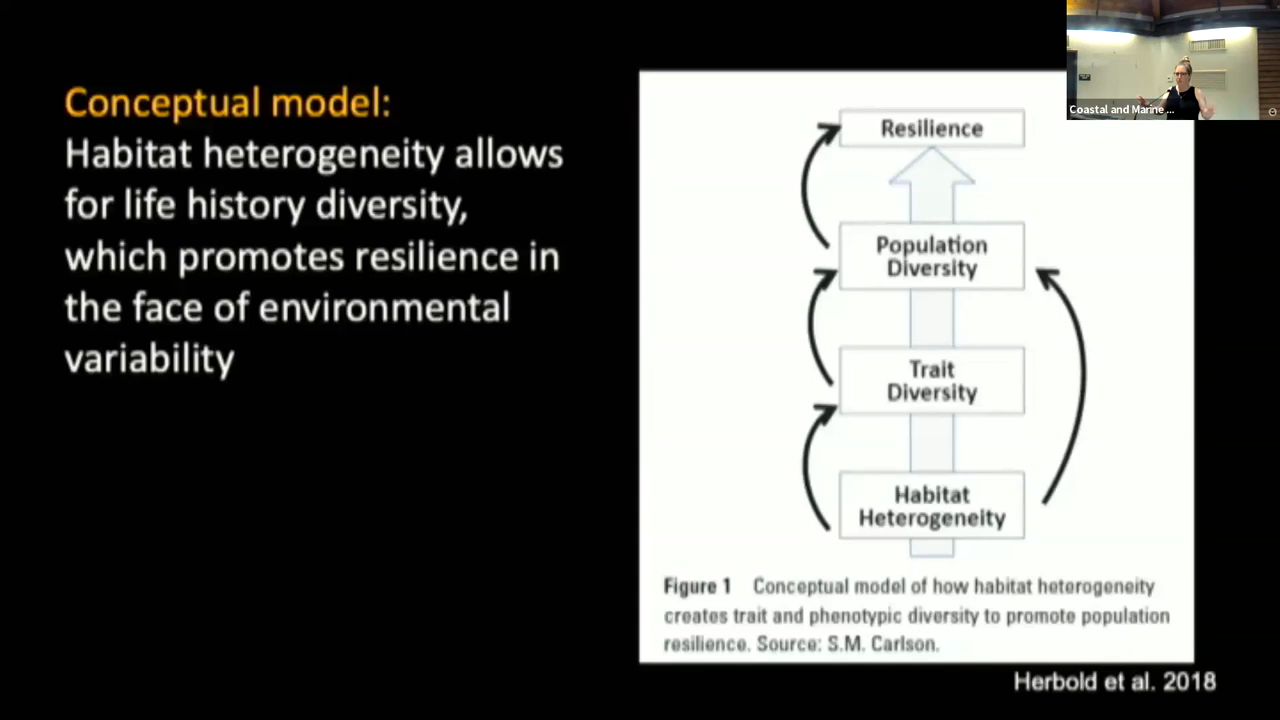 Conceptual model:
Habitat heterogeneity allows
for life history diversity,
which promotes resilience in
the face of environmental
variability
Coastal and Marine ...
Resilience
Population
Diversity
Trait
Diversity
Habitat
Heterogeneity
Figure 1 Conceptual model of how habitat heterogeneity
creates trait and phenotypic diversity to promote population
resilience. Source: S.M. Carlson.
Herbold et al. 2018